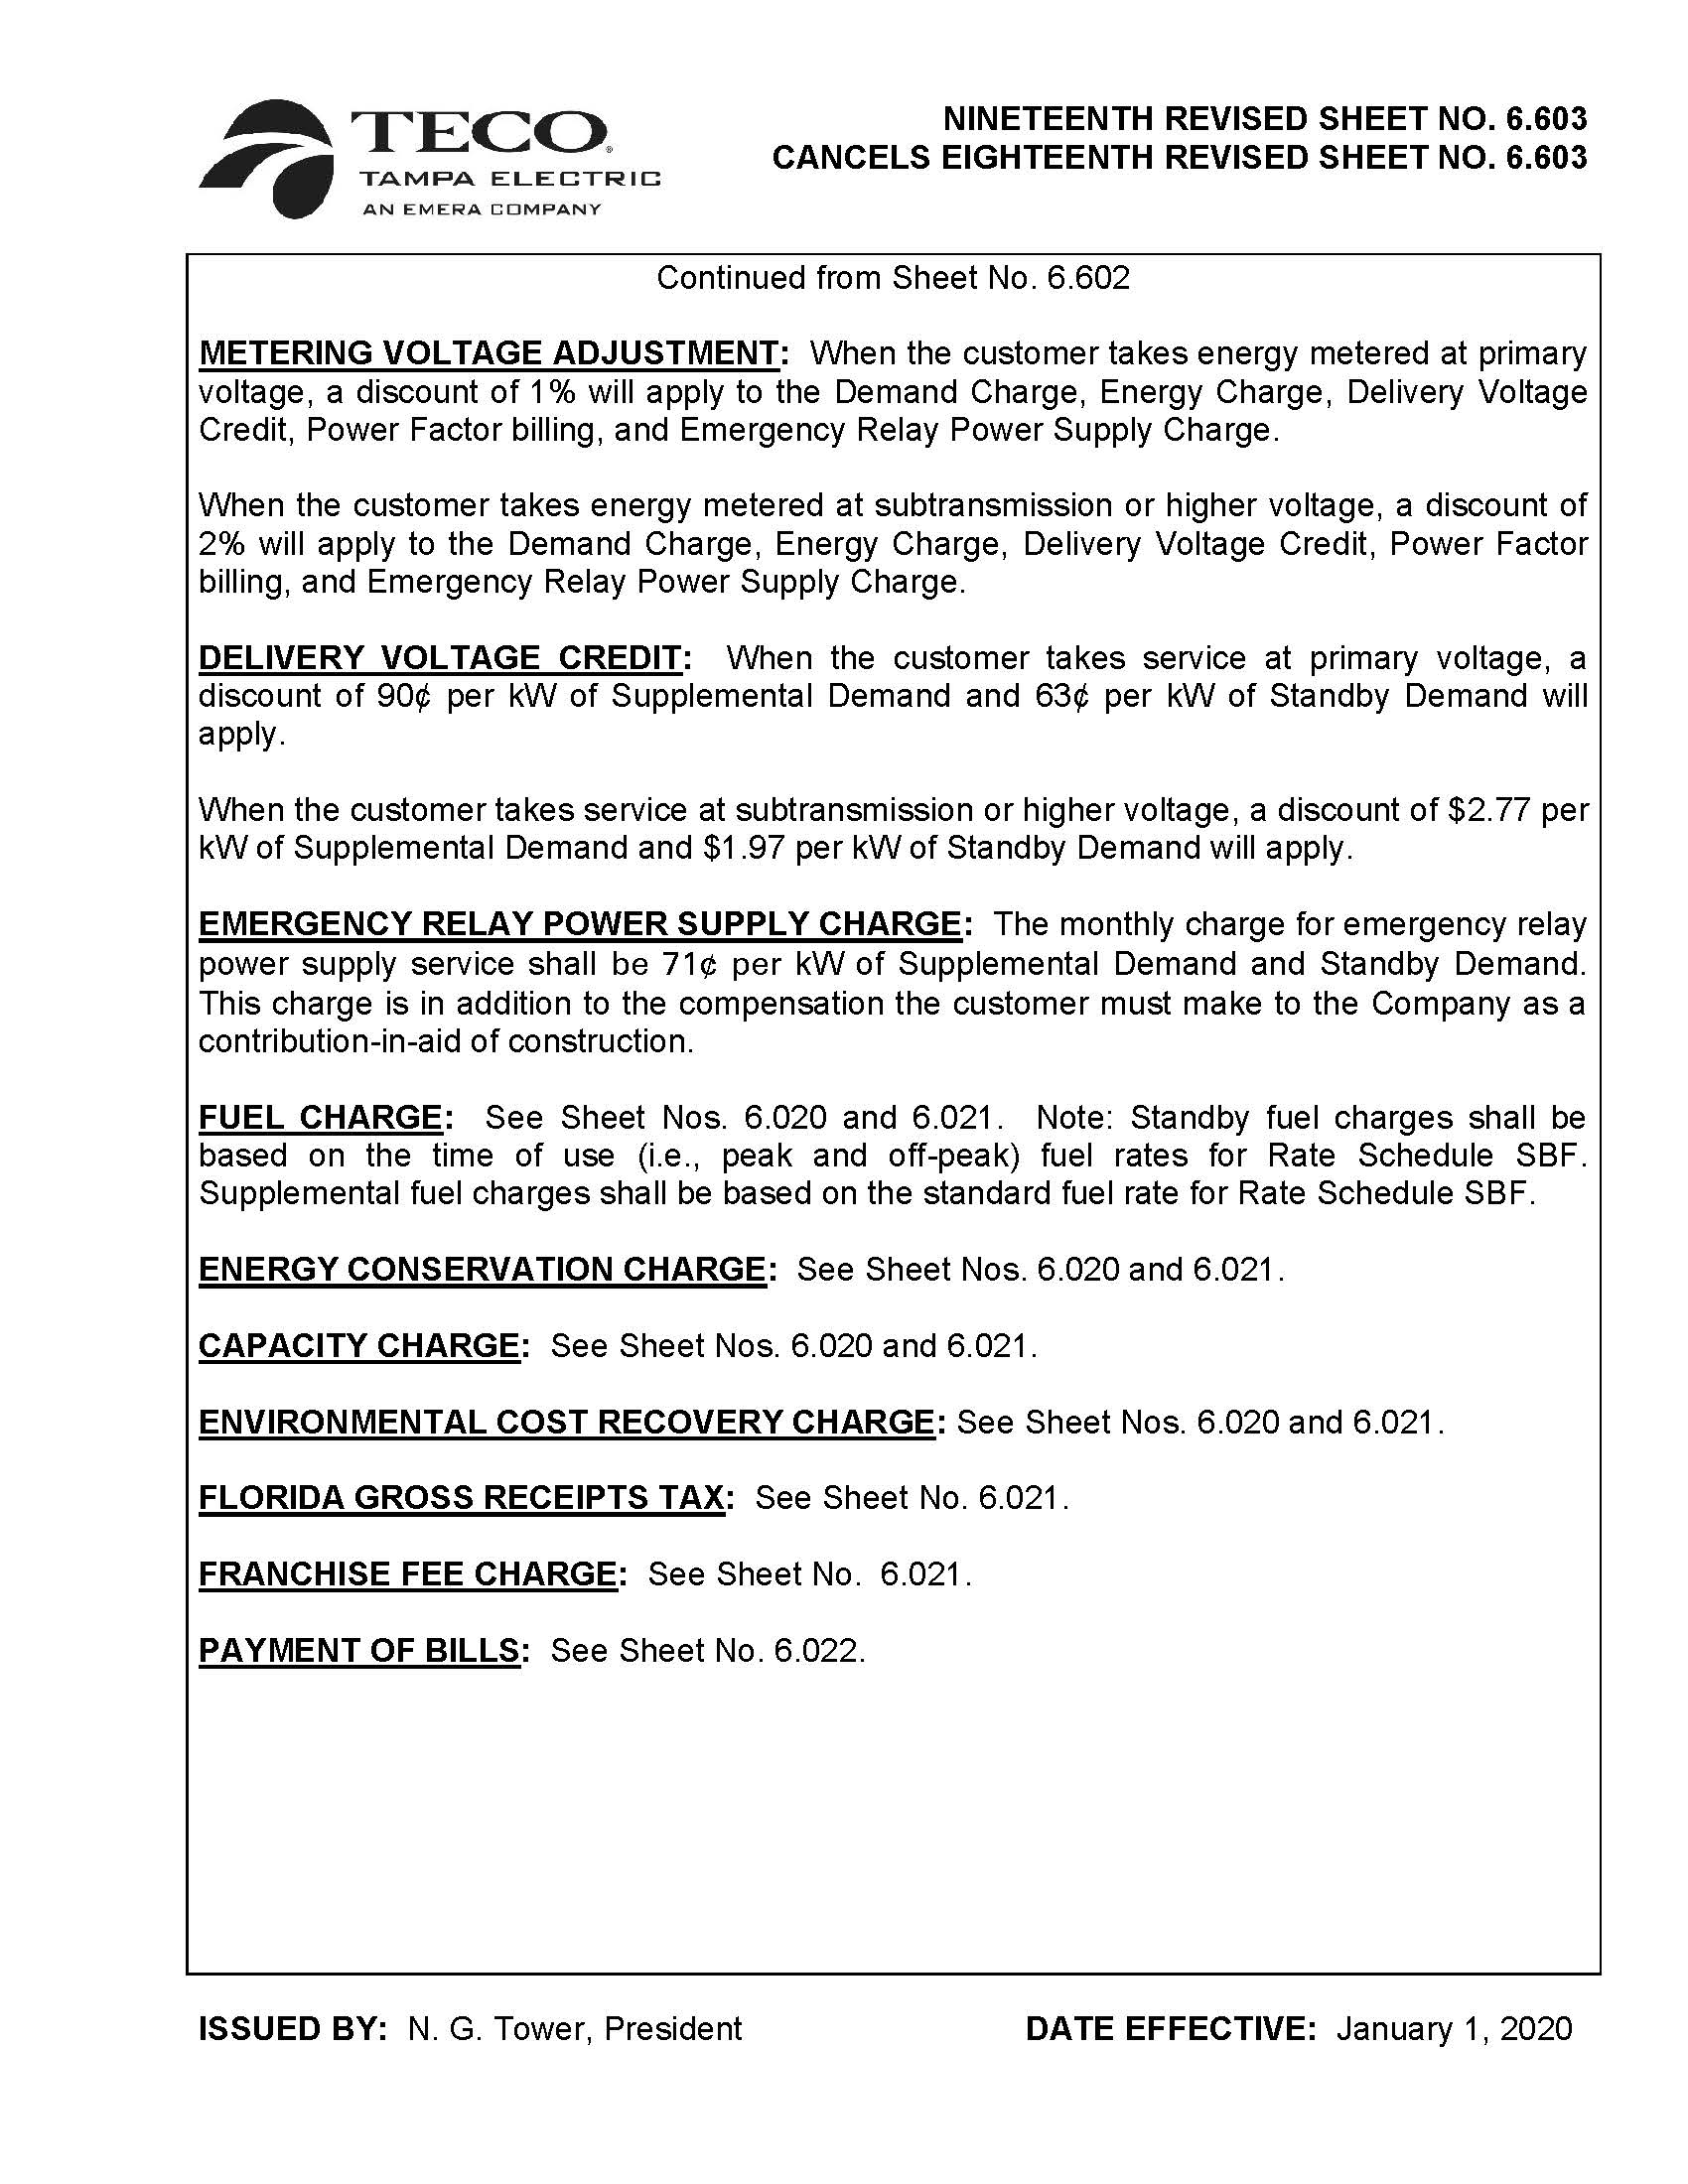 TECO®
TAMPA ELECTRIC
AN EMERA COMPANY
NINETEENTH REVISED SHEET NO. 6.603
CANCELS EIGHTEENTH REVISED SHEET NO. 6.603
Continued from Sheet No. 6.602
METERING VOLTAGE ADJUSTMENT: When the customer takes energy metered at primary
voltage, a discount of 1% will apply to the Demand Charge, Energy Charge, Delivery Voltage
Credit, Power Factor billing, and Emergency Relay Power Supply Charge.
When the customer takes energy metered at subtransmission or higher voltage, a discount of
2% will apply to the Demand Charge, Energy Charge, Delivery Voltage Credit, Power Factor
billing, and Emergency Relay Power Supply Charge.
DELIVERY VOLTAGE CREDIT: When the customer takes service at primary voltage, a
discount of 90¢ per kW of Supplemental Demand and 63¢ per kW of Standby Demand will
apply.
When the customer takes service at subtransmission or higher voltage, a discount of $2.77 per
kW of Supplemental Demand and $1.97 per kW of Standby Demand will apply.
EMERGENCY RELAY POWER SUPPLY CHARGE: The monthly charge for emergency relay
power supply service shall be 71¢ per kW of Supplemental Demand and Standby Demand.
This charge is in addition to the compensation the customer must make to the Company as a
contribution-in-aid of construction.
FUEL CHARGE: See Sheet Nos. 6.020 and 6.021. Note: Standby fuel charges shall be
based on the time of use (i.e., peak and off-peak) fuel rates for Rate Schedule SBF.
Supplemental fuel charges shall be based on the standard fuel rate for Rate Schedule SBF.
ENERGY CONSERVATION CHARGE: See Sheet Nos. 6.020 and 6.021.
CAPACITY CHARGE: See Sheet Nos. 6.020 and 6.021.
ENVIRONMENTAL COST RECOVERY CHARGE: See Sheet Nos. 6.020 and 6.021.
FLORIDA GROSS RECEIPTS TAX: See Sheet No. 6.021.
FRANCHISE FEE CHARGE: See Sheet No. 6.021.
PAYMENT OF BILLS: See Sheet No. 6.022.
ISSUED BY: N. G. Tower, President
DATE EFFECTIVE: January 1, 2020